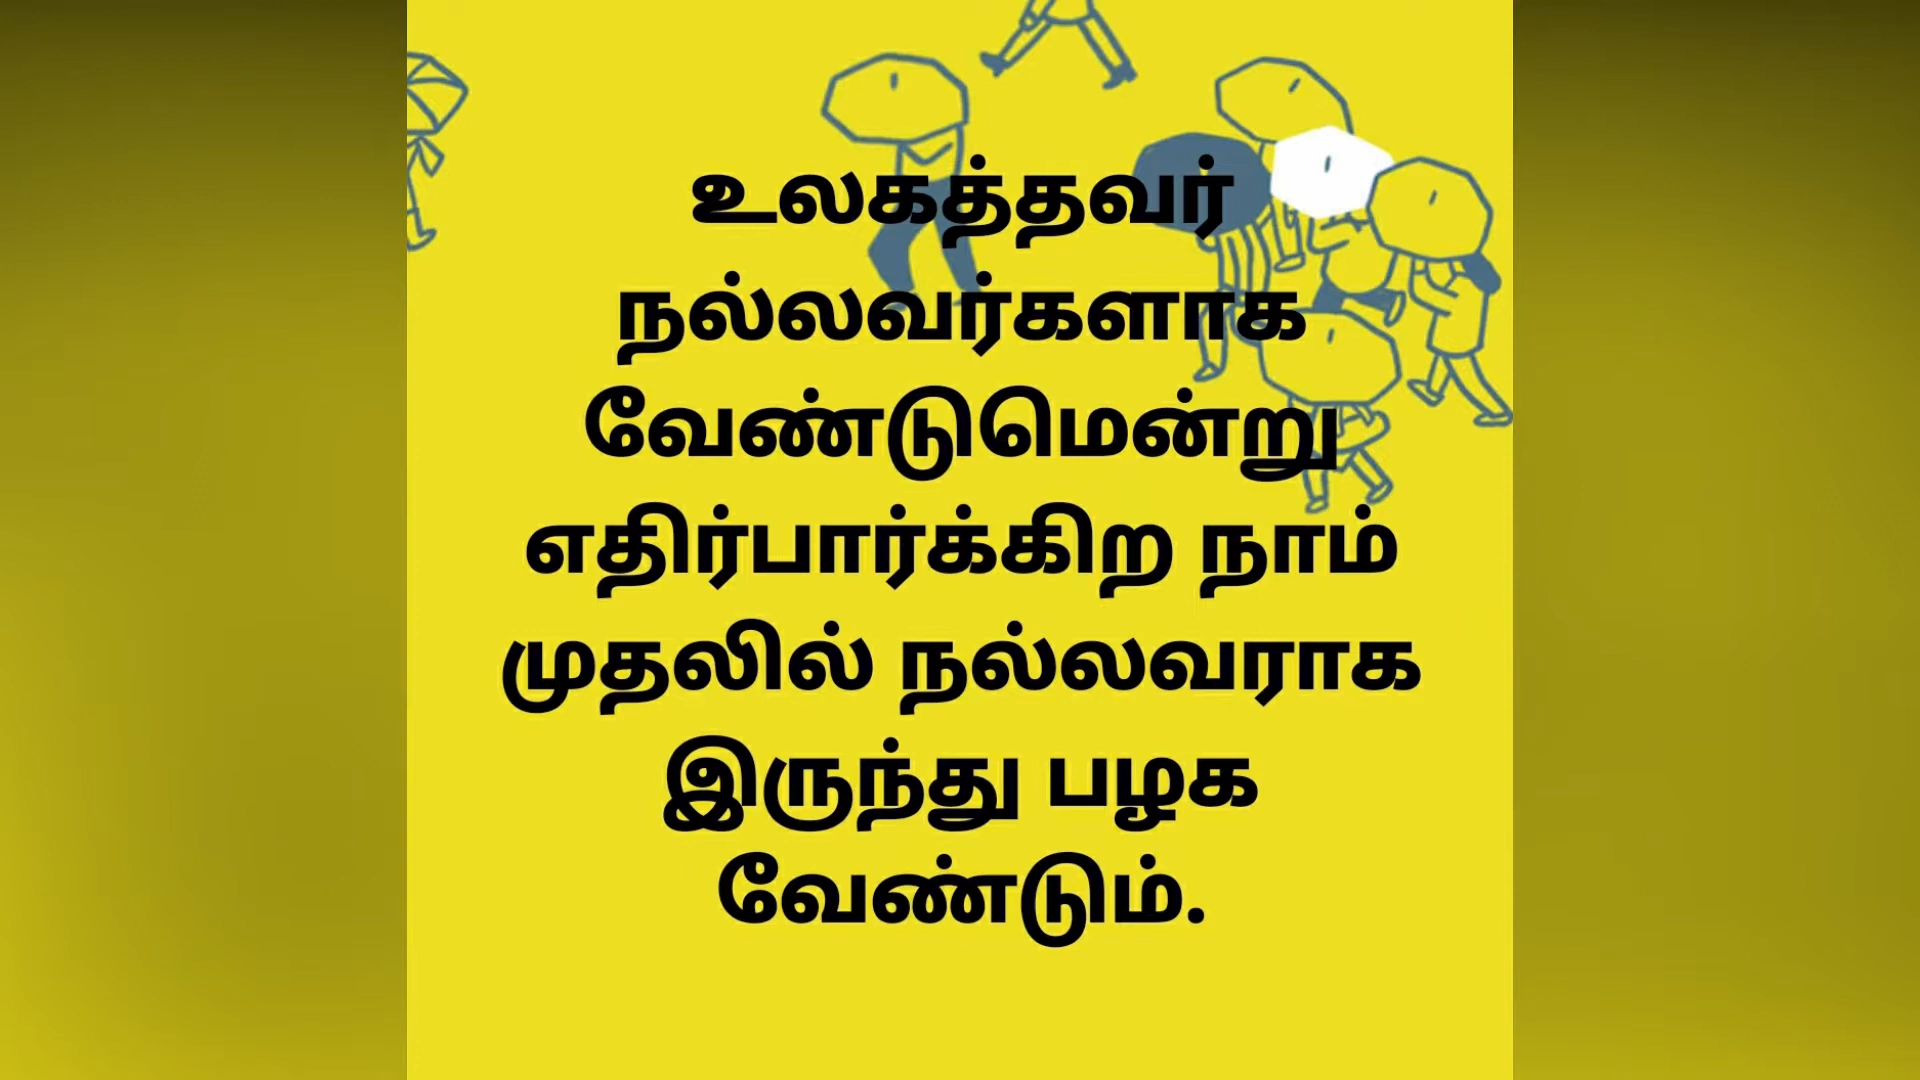 உலகத்தவர்
நல்லவர்களாக
வேண்டுமென்று
எதிர்பார்க்கிற நாம்
முதலில் நல்லவராக
இருந்து பழக
வேண்டும்.